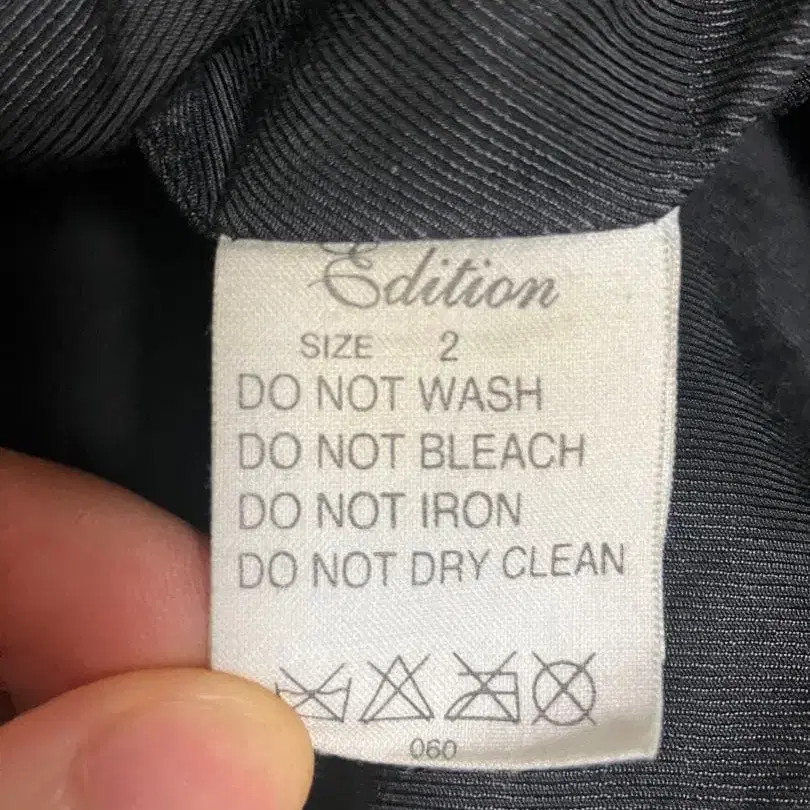 Edition
SIZE 2
DO NOT WASH
DO NOT BLEACH
DO NOT IRON
DO NOT DRY CLEAN
060